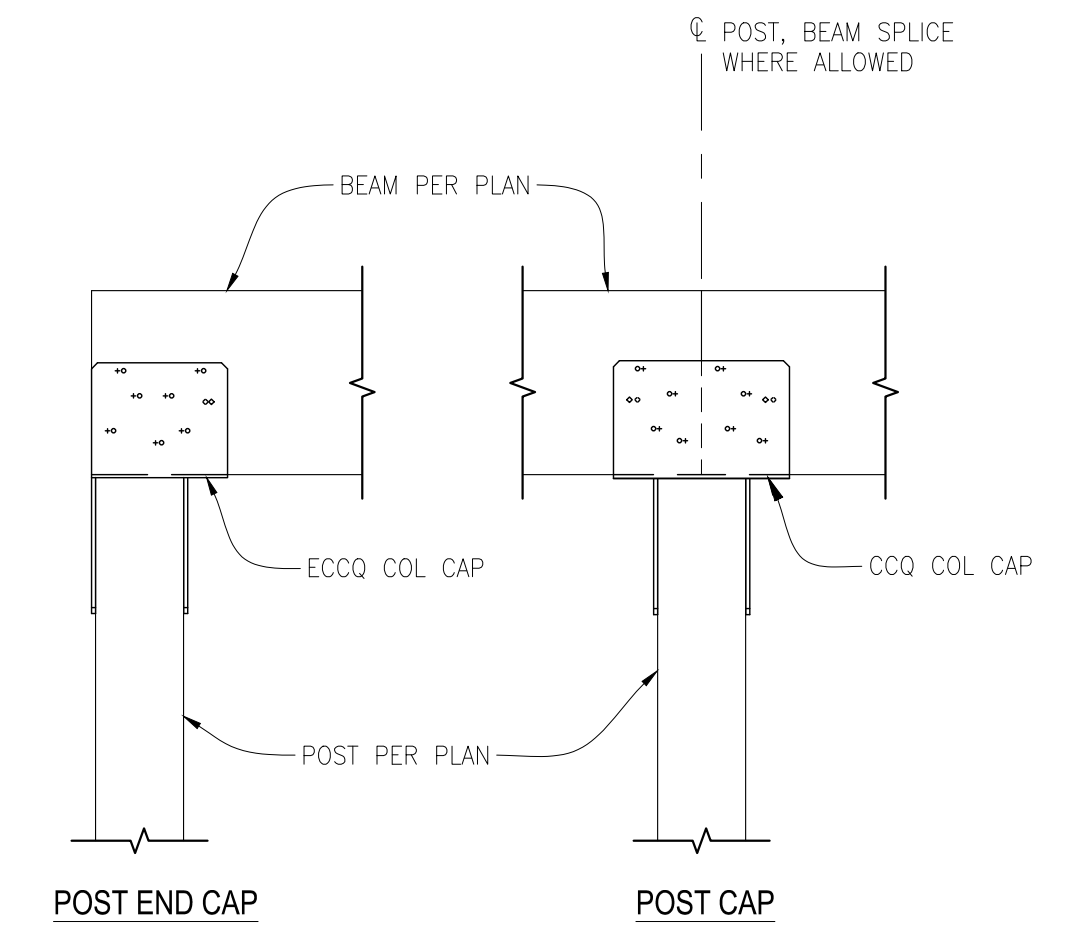 ℄ POST, BEAM SPLICE
WHERE ALLOWED
BEAM PER PLAN
ECCQ COL CAP
CCQ COL CAP
POST PER PLAN
POST END CAP
POST CAP